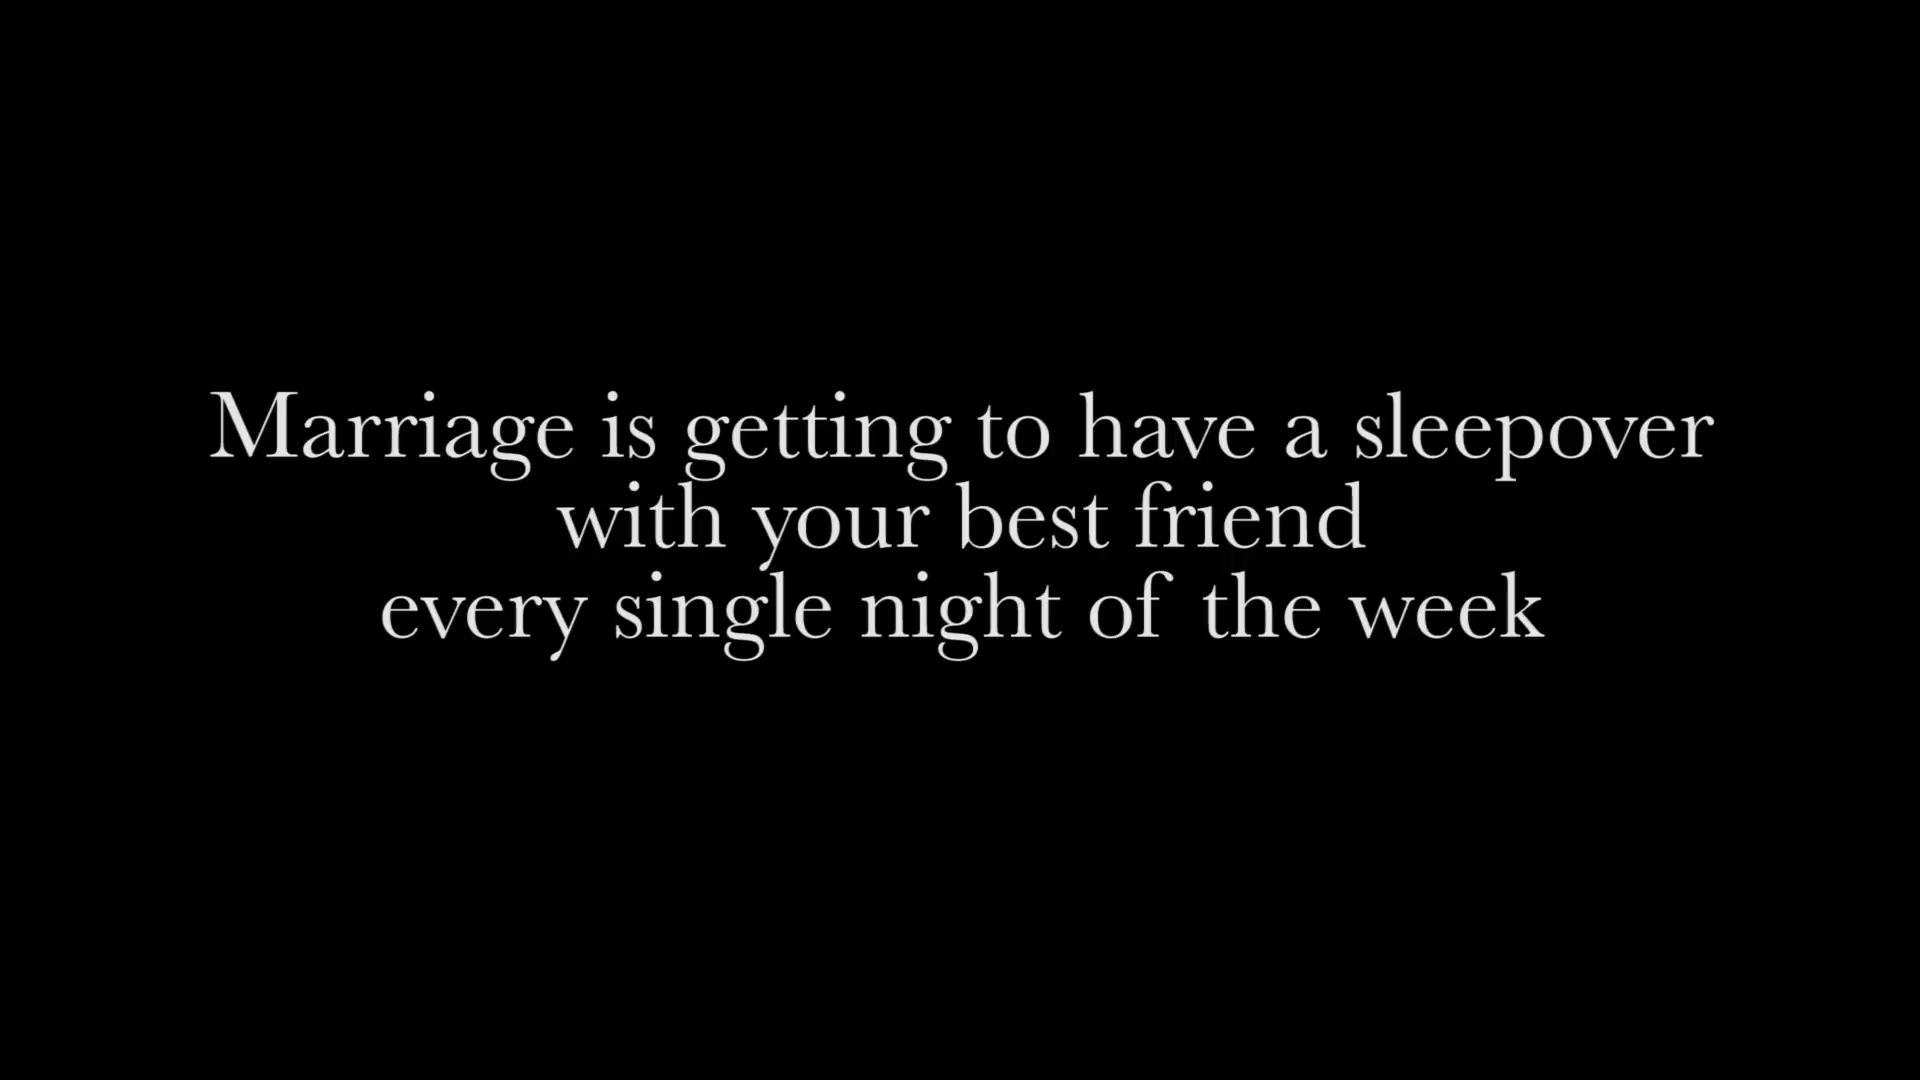 Marriage is getting to have a sleepover
with your best friend
every single night of the week